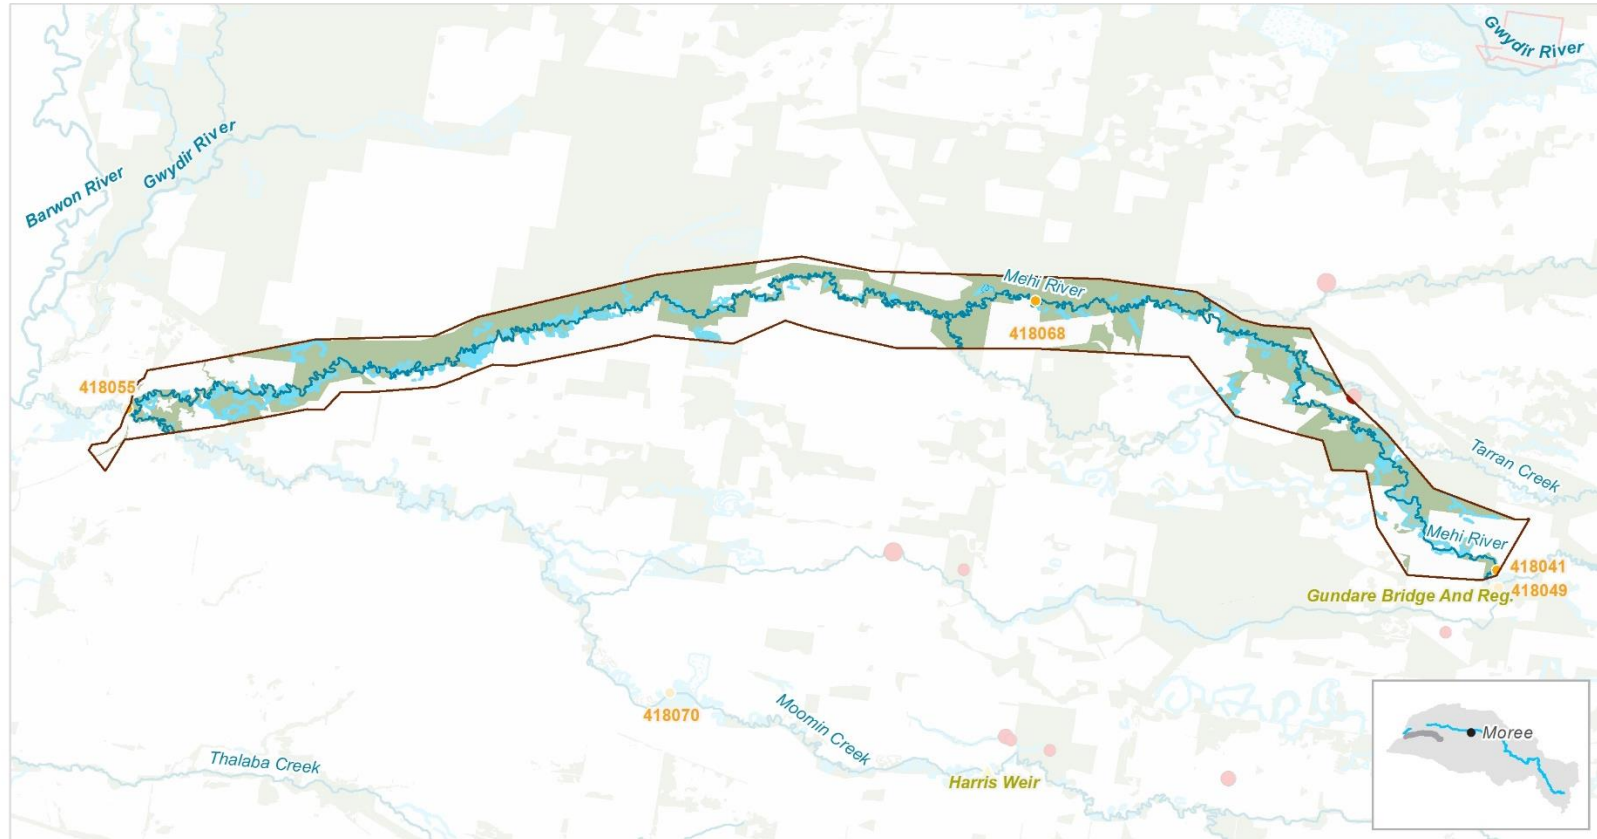 Gwydir River
Barwon River
Gwydir River
Mehi River
418068
418055
Tarran Creek
Mehi River
418041
418049
Gundare Bridge And Reg.
418070
Moomin Creek
Thalaba Creek
Harris Weir
Moree